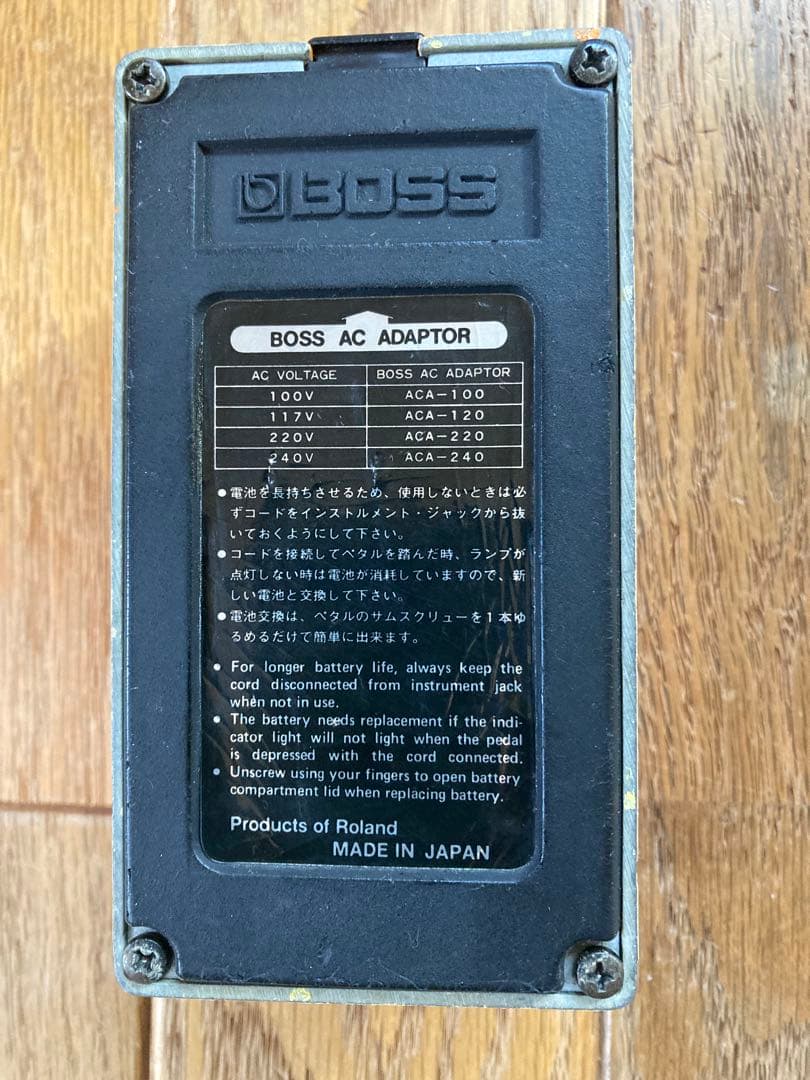 BOSS
BOSS AC ADAPTOR
AC VOLTAGE BOSS AC ADAPTOR
100V ACA-100
117V ACA-120
220V ACA-220
240V ACA-240
●電池を長持ちさせるため、使用しないときは必
ずコードをインストルメント・ジャックから抜
いておくようにして下さい。
●コードを接続してペタルを踏んだ時、ランプが
点灯しない時は電池が消耗していますので、新
しい電池と交換して下さい。
●電池交換は、ペタルのサムスクリューを1本ゆ
るめるだけで簡単に出来ます。
● For longer battery life, always keep the
cord disconnected from instrument jack
when not in use.
● The battery needs replacement if the indi-
cator light will not light when the pedal
is depressed with the cord connected.
● Unscrew using your fingers to open battery
compartment lid when replacing battery.
Products of Roland
MADE IN JAPAN